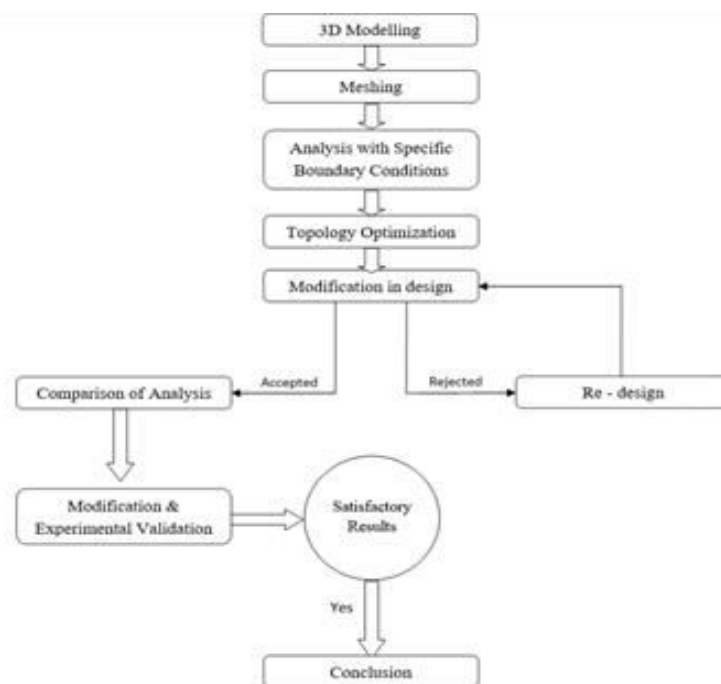 3D Modelling
Meshing
Analysis with Specific
Boundary Conditions
Topology Optimization
Modification in design
Accepted
Rejected
Comparison of Analysis
Re - design
Modification &
Experimental Validation
Satisfactory
Results
Yes
Conclusion